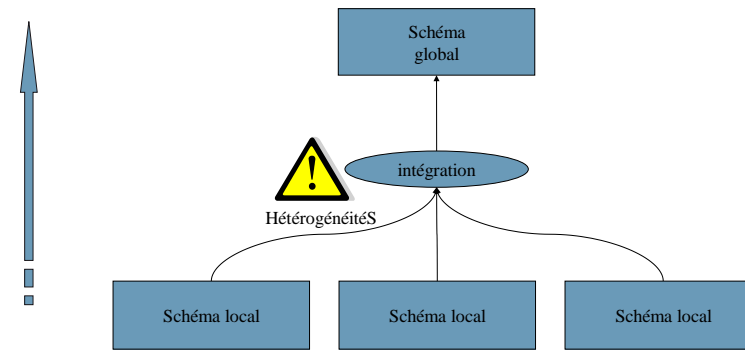 Schéma
global
intégration
HétérogénéitéS
Schéma local
Schéma local
Schéma local